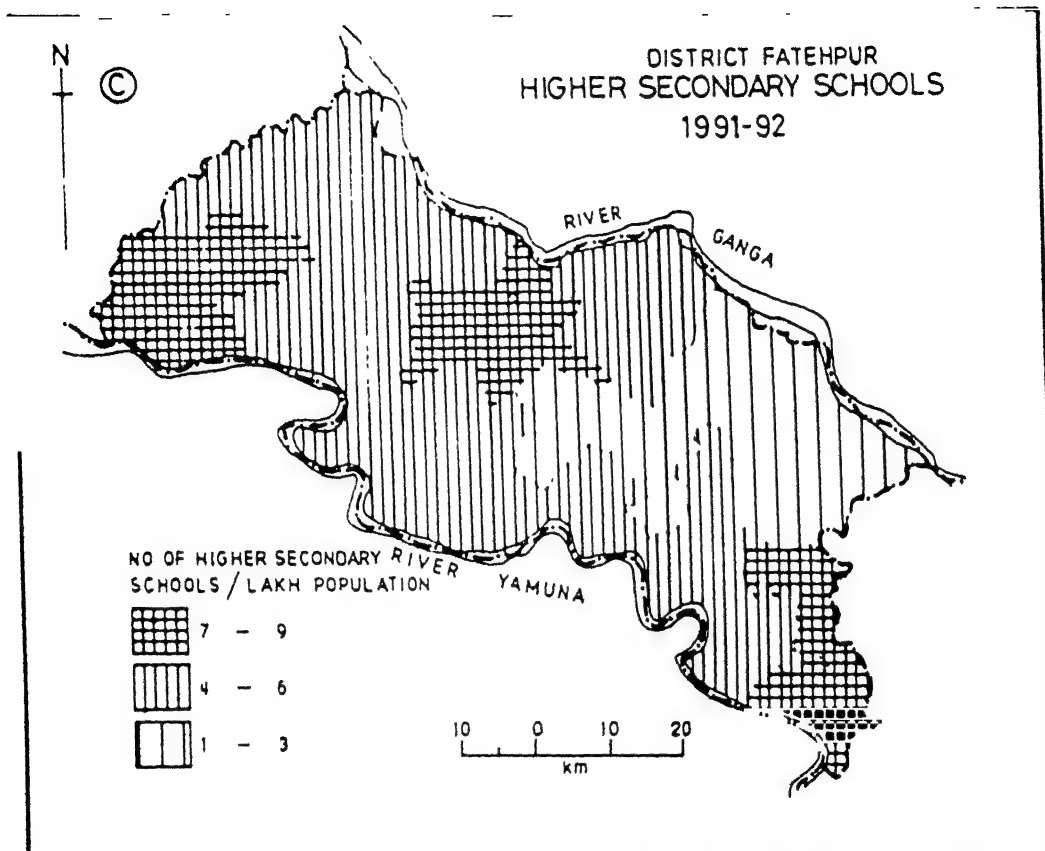 N
©
DISTRICT FATEHPUR
HIGHER SECONDARY SCHOOLS
1991-92
RIVER GANGA
RIVER YAMUNA
NO OF HIGHER SECONDARY
SCHOOLS / LAKH POPULATION
7 - 9
4 - 6
1 - 3
10 0 10 20
km